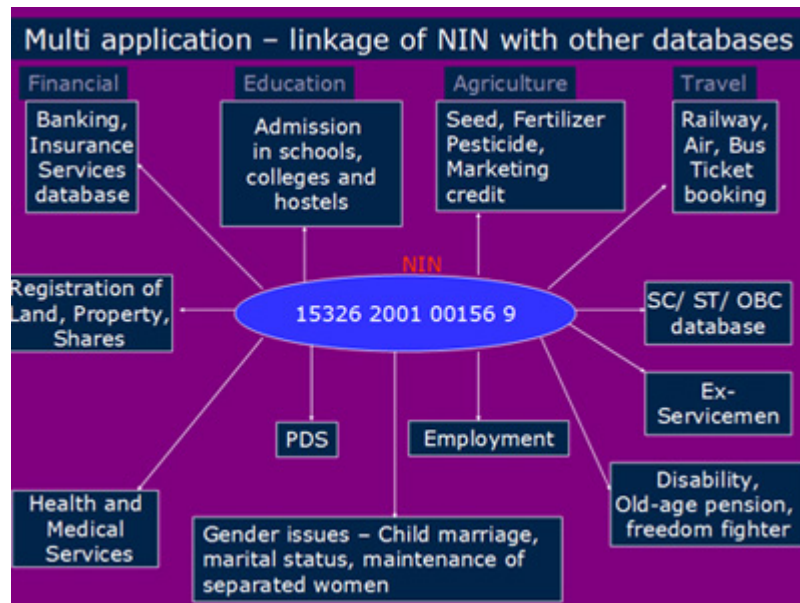 Multi application – linkage of NIN with other databases
Financial
Education
Agriculture
Travel
Banking,
Insurance
Services
database
Admission
in schools,
colleges and
hostels
Seed, Fertilizer
Pesticide,
Marketing
credit
Railway,
Air, Bus
Ticket
booking
NIN
15326 2001 00156 9
Registration of
Land, Property,
Shares
SC/ ST/ OBC
database
Ex-
Servicemen
PDS
Employment
Health and
Medical
Services
Gender issues – Child marriage,
marital status, maintenance of
separated women
Disability,
Old-age pension,
freedom fighter